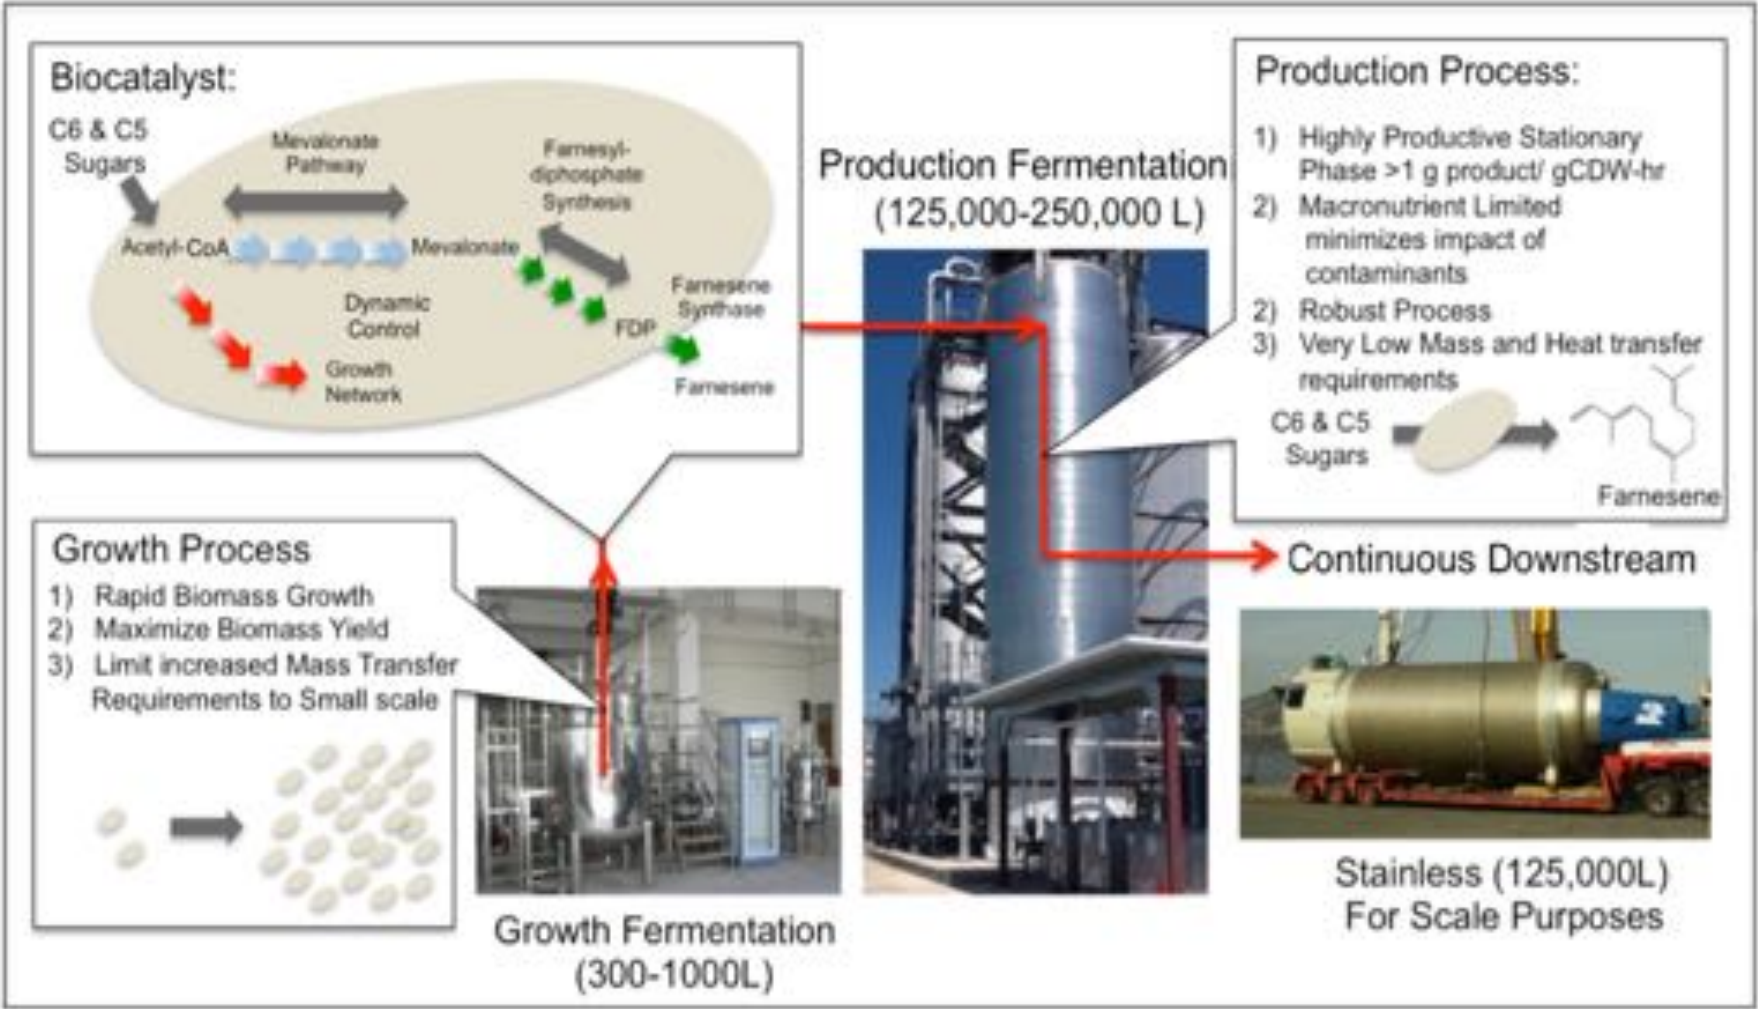 Biocatalyst:
C6 & C5
Sugars
Mevalonate
Pathway
Farnesyl-
diphosphate
Synthesis
Acetyl-CoA
Mevalonate
Dynamic
Control
Farnesene
Synthase
FDP
Growth
Network
Farnesene
Production Fermentation
(125,000-250,000 L)
Production Process:
1) Highly Productive Stationary
Phase >1 g product/ gCDW-hr
2) Macronutrient Limited
minimizes impact of
contaminants
2) Robust Process
3) Very Low Mass and Heat transfer
requirements
C6 & C5
Sugars
Farnesene
Growth Process
1) Rapid Biomass Growth
2) Maximize Biomass Yield
3) Limit increased Mass Transfer
Requirements to Small scale
Growth Fermentation
(300-1000L)
Continuous Downstream
Stainless (125,000L)
For Scale Purposes